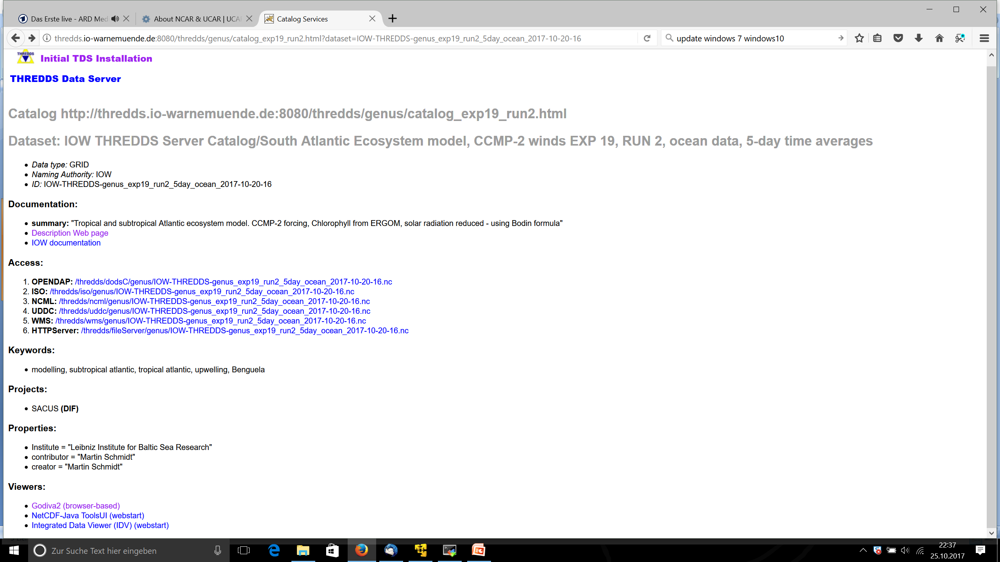 Das Erste live - ARD Med
About NCAR & UCAR | UCAR
Catalog Services
thredds.io-warnemuende.de:8080/thredds/genus/catalog_exp19_run2.html?dataset=IOW-THREDDS-genus_exp19_run2_5day_ocean_2017-10-20-16
update windows 7 windows10
THREDDS
Initial TDS Installation
THREDDS Data Server
Catalog http://thredds.io-warnemuende.de:8080/thredds/genus/catalog_exp19_run2.html
Dataset: IOW THREDDS Server Catalog/South Atlantic Ecosystem model, CCMP-2 winds EXP 19, RUN 2, ocean data, 5-day time averages
• Data type: GRID
• Naming Authority: IOW
• ID: IOW-THREDDS-genus_exp19_run2_5day_ocean_2017-10-20-16
Documentation:
• summary: "Tropical and subtropical Atlantic ecosystem model. CCMP-2 forcing, Chlorophyll from ERGOM, solar radiation reduced - using Bodin formula"
• Description Web page
• IOW documentation
Access:
1. OPENDAP: /thredds/dodsC/genus/IOW-THREDDS-genus_exp19_run2_5day_ocean_2017-10-20-16.nc
2. ISO: /thredds/iso/genus/IOW-THREDDS-genus_exp19_run2_5day_ocean_2017-10-20-16.nc
3. NCML: /thredds/ncml/genus/IOW-THREDDS-genus_exp19_run2_5day_ocean_2017-10-20-16.nc
4. UDDC: /thredds/uddc/genus/IOW-THREDDS-genus_exp19_run2_5day_ocean_2017-10-20-16.nc
5. WMS: /thredds/wms/genus/IOW-THREDDS-genus_exp19_run2_5day_ocean_2017-10-20-16.nc
6. HTTPServer: /thredds/fileServer/genus/IOW-THREDDS-genus_exp19_run2_5day_ocean_2017-10-20-16.nc
Keywords:
• modelling, subtropical atlantic, tropical atlantic, upwelling, Benguela
Projects:
• SACUS (DIF)
Properties:
• Institute = "Leibniz Institute for Baltic Sea Research"
• contributor = "Martin Schmidt"
• creator = "Martin Schmidt"
Viewers:
• Godiva2 (browser-based)
• NetCDF-Java ToolsUI (webstart)
• Integrated Data Viewer (IDV) (webstart)
Zur Suche Text hier eingeben
22:37
25.10.2017